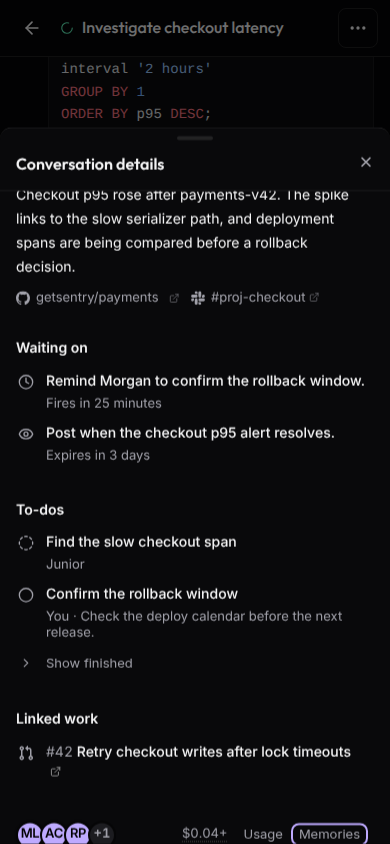 Investigate checkout latency
interval '2 hours'
GROUP BY 1
ORDER BY p95 DESC;
Conversation details
Checkout p95 rose after payments-v42. The spike
links to the slow serializer path, and deployment
spans are being compared before a rollback
decision.
getsentry/payments #proj-checkout
Waiting on
Remind Morgan to confirm the rollback window.
Fires in 25 minutes
Post when the checkout p95 alert resolves.
Expires in 3 days
To-dos
Find the slow checkout span
Junior
Confirm the rollback window
You · Check the deploy calendar before the next
release.
Show finished
Linked work
#42 Retry checkout writes after lock timeouts
ML AC RP +1 $0.04+ Usage Memories